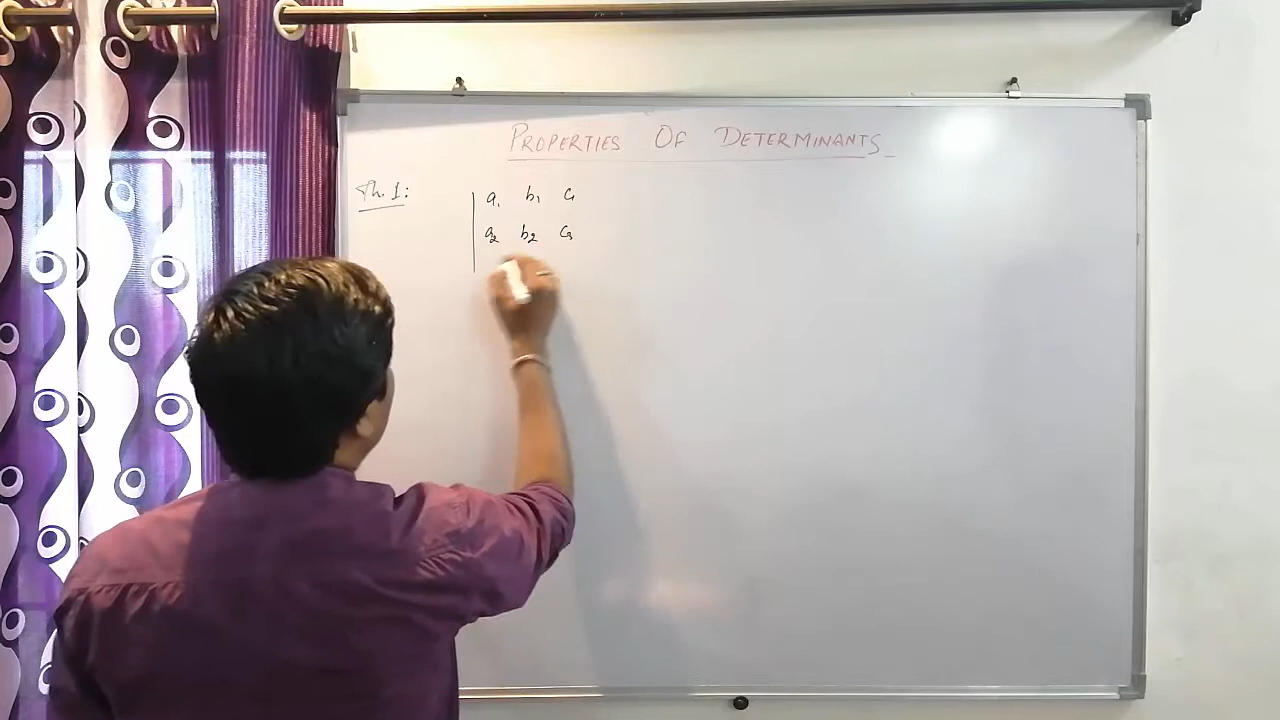 PROPERTIES OF DETERMINANTS
Th. 1:
a₁ b₁ c₁
a₂ b₂ c₂